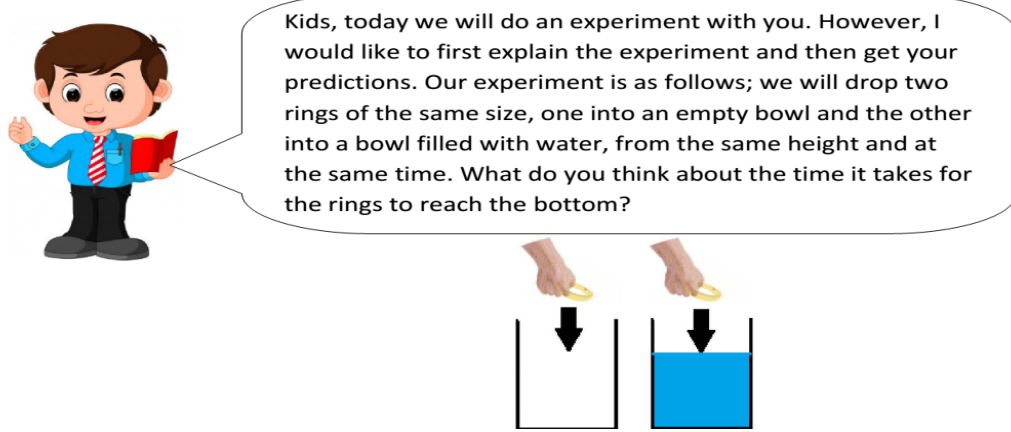 Kids, today we will do an experiment with you. However, I
would like to first explain the experiment and then get your
predictions. Our experiment is as follows; we will drop two
rings of the same size, one into an empty bowl and the other
into a bowl filled with water, from the same height and at
the same time. What do you think about the time it takes for
the rings to reach the bottom?